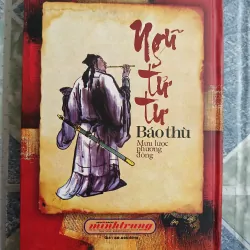 Ngũ
tử
tư
Báo thù
Mưu lược
phương
đông
minhtrung